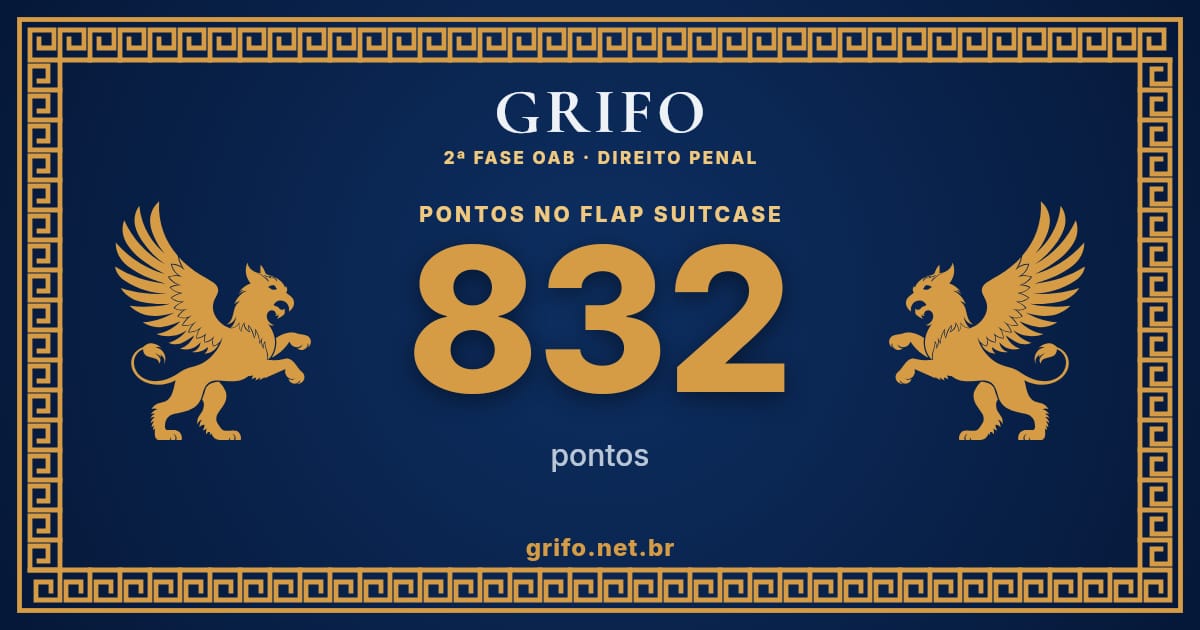 GRIFO
2ª FASE OAB · DIREITO PENAL
PONTOS NO FLAP SUITCASE
832
pontos
grifo.net.br